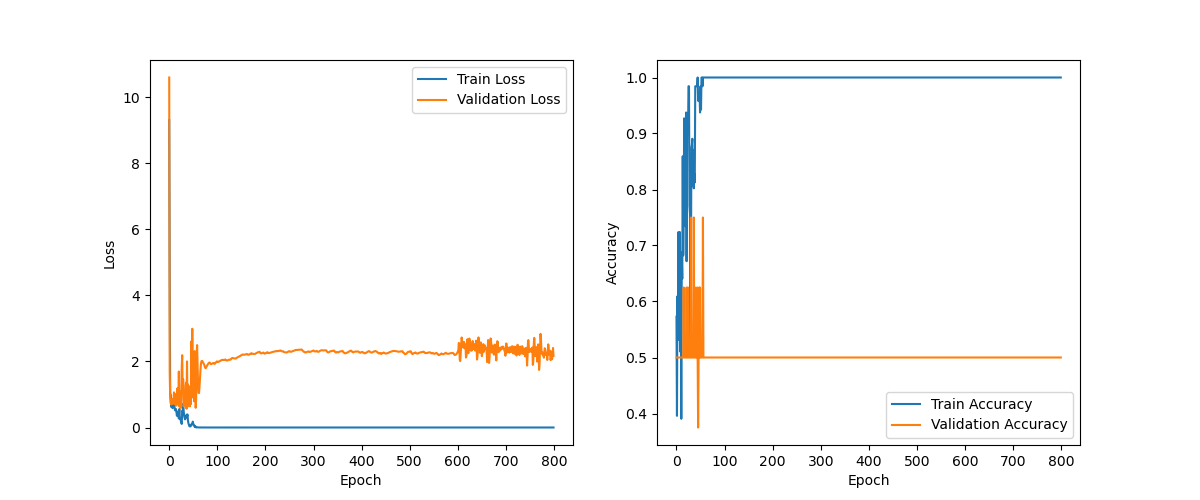 10
8
6
4
2
0
Loss
0 100 200 300 400 500 600 700 800
Epoch
Train Loss
Validation Loss
1.0
0.9
0.8
0.7
0.6
0.5
0.4
Accuracy
0 100 200 300 400 500 600 700 800
Epoch
Train Accuracy
Validation Accuracy